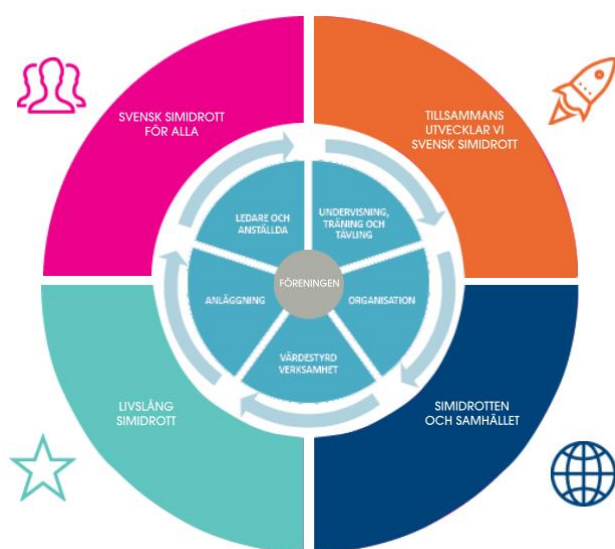 SVENSK SIMIDROTT
FÖR ALLA
TILLSAMMANS
UTVECKLAR VI
SVENSK SIMIDROTT
LEDARE OCH
ANSTÄLLDA
UNDERVISNING,
TRÄNING OCH
TÄVLING
FÖRENINGEN
ANLÄGGNING
ORGANISATION
VÄRDESTYRD
VERKSAMHET
LIVSLÅNG
SIMIDROTT
SIMIDROTTEN
OCH SAMHÄLLET